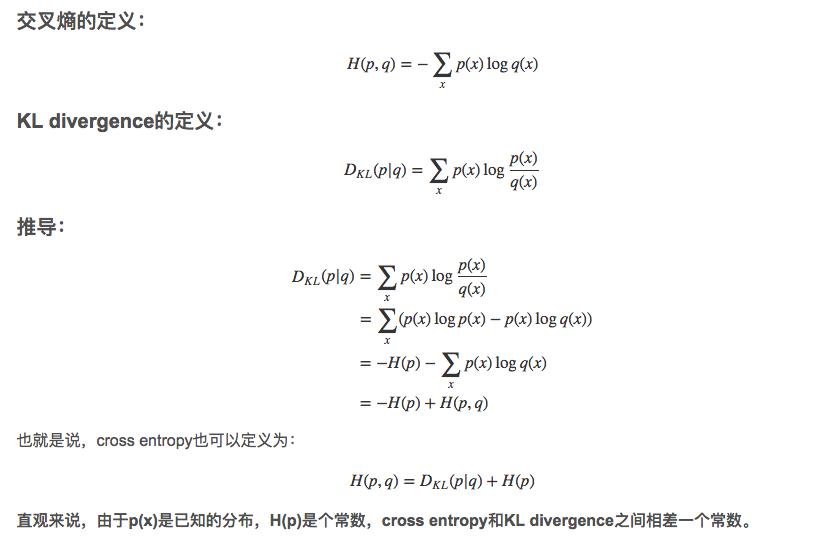 交叉熵的定义：
H(p, q) = − ∑_x p(x) log q(x)
KL divergence的定义：
D_{KL}(p|q) = ∑_x p(x) log \frac{p(x)}{q(x)}
推导：
D_{KL}(p|q) = ∑_x p(x) log \frac{p(x)}{q(x)}
= ∑_x (p(x) log p(x) − p(x) log q(x))
= −H(p) − ∑_x p(x) log q(x)
= −H(p) + H(p, q)
也就是说，cross entropy也可以定义为：
H(p, q) = D_{KL}(p|q) + H(p)
直观来说，由于p(x)是已知的分布，H(p)是个常数，cross entropy和KL divergence之间相差一个常数。